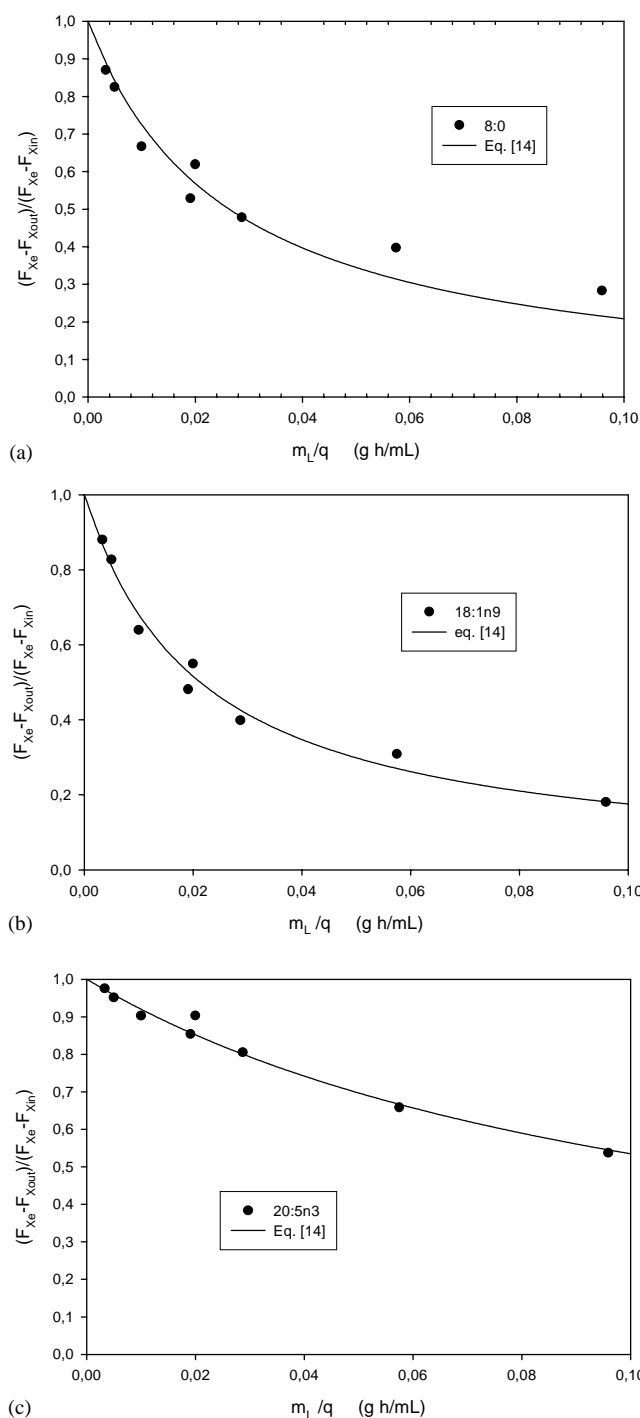 1,0
0,9
0,8
0,7
0,6
0,5
0,4
0,3
0,2
0,1
0,0
(F_Xe-F_Xout)/(F_Xe-F_Xin)
8:0
Eq. [14]
0,00 0,02 0,04 0,06 0,08 0,10
m_L/q (g h/mL)
(a)
1,0
0,8
0,6
0,4
0,2
0,0
(F_Xe-F_Xout)/(F_Xe-F_Xin)
18:1n9
eq. [14]
0,00 0,02 0,04 0,06 0,08 0,10
m_L /q (g h/mL)
(b)
1,0
0,9
0,8
0,7
0,6
0,5
0,4
0,3
0,2
0,1
0,0
(F_Xe-F_Xout)/(F_Xe-F_Xin)
20:5n3
Eq. [14]
0,00 0,02 0,04 0,06 0,08 0,10
m_L /q (g h/mL)
(c)